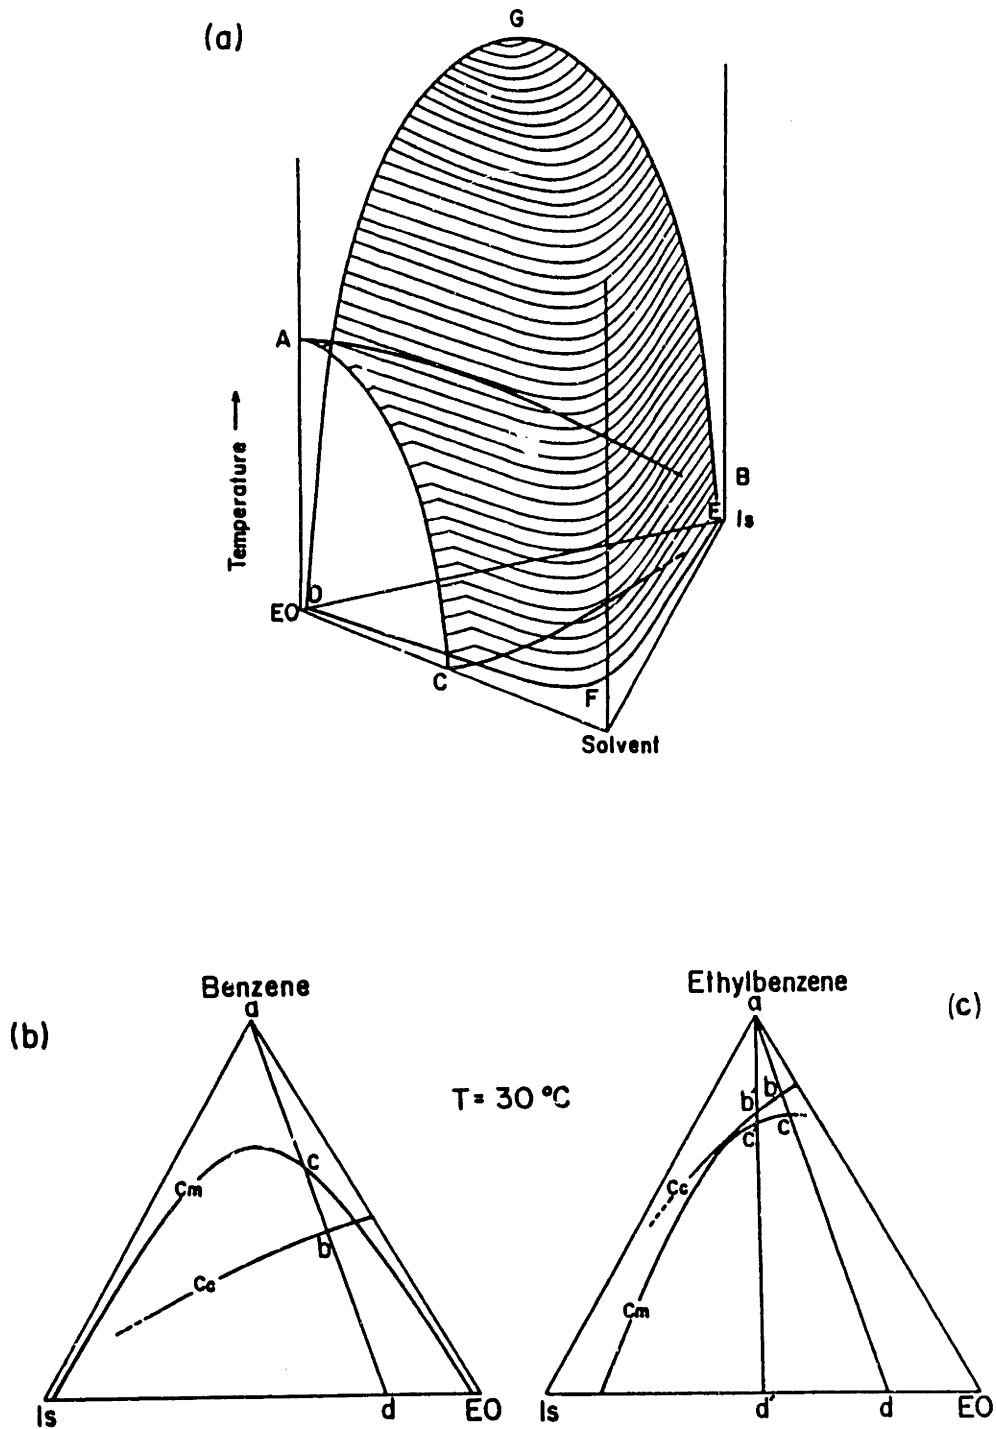 (a)
G
A
Temperature →
B
E Is
D
EO
C
F
Solvent
Benzene
a
(b)
Cm
c
b
Cc
Is
d
EO
T= 30 °C
Ethylbenzene
a
(c)
b' b
c' c
Cc
Cm
Is
d'
d
EO